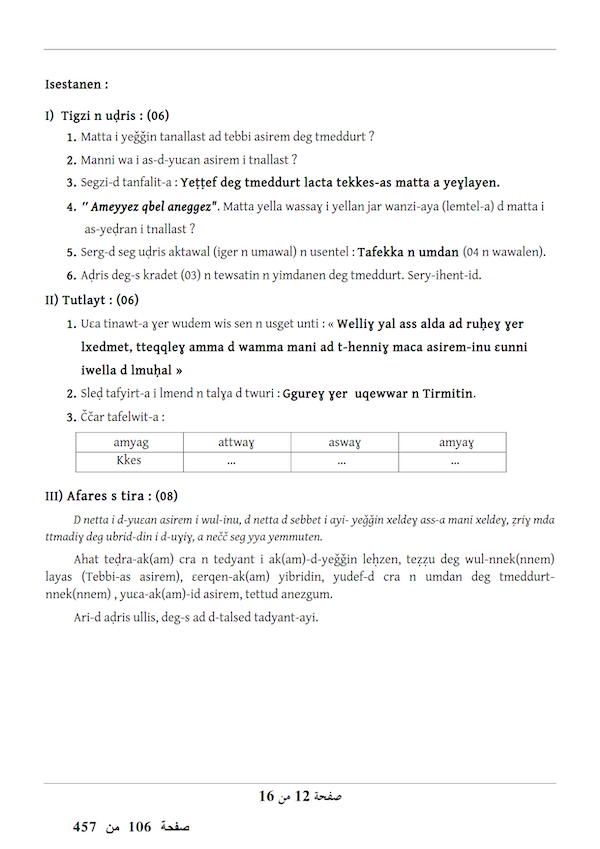 Isestanen :
I) Tigzi n uḍris : (06)
1. Matta i yeǧǧin tanallast ad tebbi asirem deg tmeddurt ?
2. Manni wa i as-d-yuɛan asirem i tnallast ?
3. Segzi-d tanfalit-a : Yeṭṭef deg tmeddurt lacta tekkes-as matta a yeɣlayen.
4. " Ameyyez qbel aneggez". Matta yella wassaɣ i yellan jar wanzi-aya (lemtel-a) d matta i
as-yeḍran i tnallast ?
5. Serg-d seg uḍris aktawal (iger n umawal) n usentel : Tafekka n umdan (04 n wawalen).
6. Aḍris deg-s kradet (03) n tewsatin n yimdanen deg tmeddurt. Sery-ihent-id.
II) Tutlayt : (06)
1. Uɛa tinawt-a ɣer wudem wis sen n usget unti : « Welliɣ yal ass alda ad ruḥeɣ ɣer
lxedmet, tteqqleɣ amma d wamma mani ad t-henniɣ maca asirem-inu ɛunni
iwella d lmuḥal »
2. Sleḍ tafyirt-a i lmend n talɣa d twuri : Ggureɣ ɣer uqewwar n Tirmitin.
3. Ččar tafelwit-a :
amyag attwaɣ aswaɣ amyaɣ
Kkes ... ... ...
III) Afares s tira : (08)
D netta i d-yuɛan asirem i wul-inu, d netta d sebbet i ayi- yeǧǧin xeldeɣ ass-a mani xeldeɣ, ẓriɣ mda
ttmadiɣ deg ubrid-din i d-uɣiɣ, a nečč seg yya yemmuten.
Ahat teḍra-ak(am) cra n tedyant i ak(am)-d-yeǧǧin leḥzen, teẓẓu deg wul-nnek(nnem)
layas (Tebbi-as asirem), ɛerqen-ak(am) yibridin, yudef-d cra n umdan deg tmeddurt-
nnek(nnem) , yuɛa-ak(am)-id asirem, tettud anezgum.
Ari-d aḍris ullis, deg-s ad d-talsed tadyant-ayi.
صفحة 12 من 16
صفحة 106 من 457